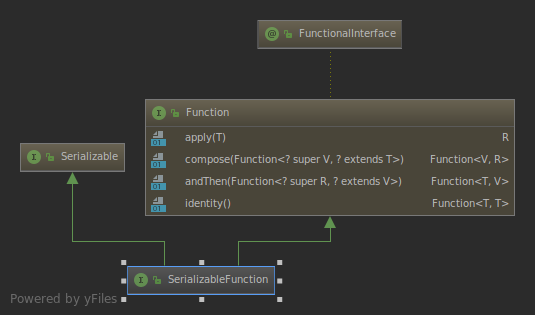 @ FunctionalInterface
I Function
apply(T) R
compose(Function<? super V, ? extends T>) Function<V, R>
andThen(Function<? super R, ? extends V>) Function<T, V>
identity() Function<T, T>
I Serializable
I SerializableFunction
Powered by yFiles